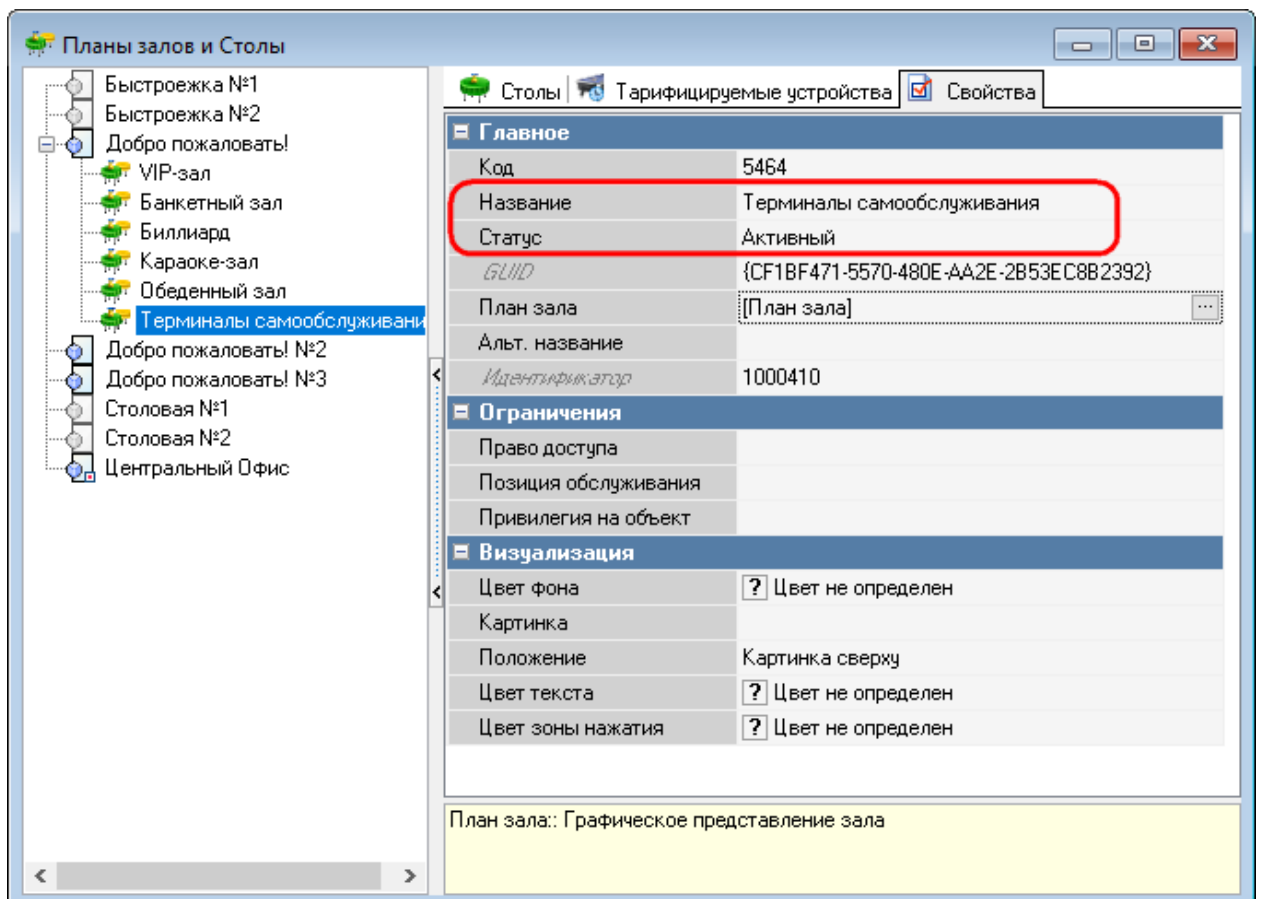 Планы залов и Столы
Быстроежка №1
Быстроежка №2
Добро пожаловать!
VIP-зал
Банкетный зал
Биллиард
Караоке-зал
Обеденный зал
Терминалы самообслуживани
Добро пожаловать! №2
Добро пожаловать! №3
Столовая №1
Столовая №2
Центральный Офис
Столы Тарифицируемые устройства Свойства
Главное
Код 5464
Название Терминалы самообслуживания
Статус Активный
GUID {CF1BF471-5570-480E-AA2E-2B53EC8B2392}
План зала [План зала] ...
Альт. название
Идентификатор 1000410
Ограничения
Право доступа
Позиция обслуживания
Привилегия на объект
Визуализация
Цвет фона ? Цвет не определен
Картинка
Положение Картинка сверху
Цвет текста ? Цвет не определен
Цвет зоны нажатия ? Цвет не определен
План зала:: Графическое представление зала